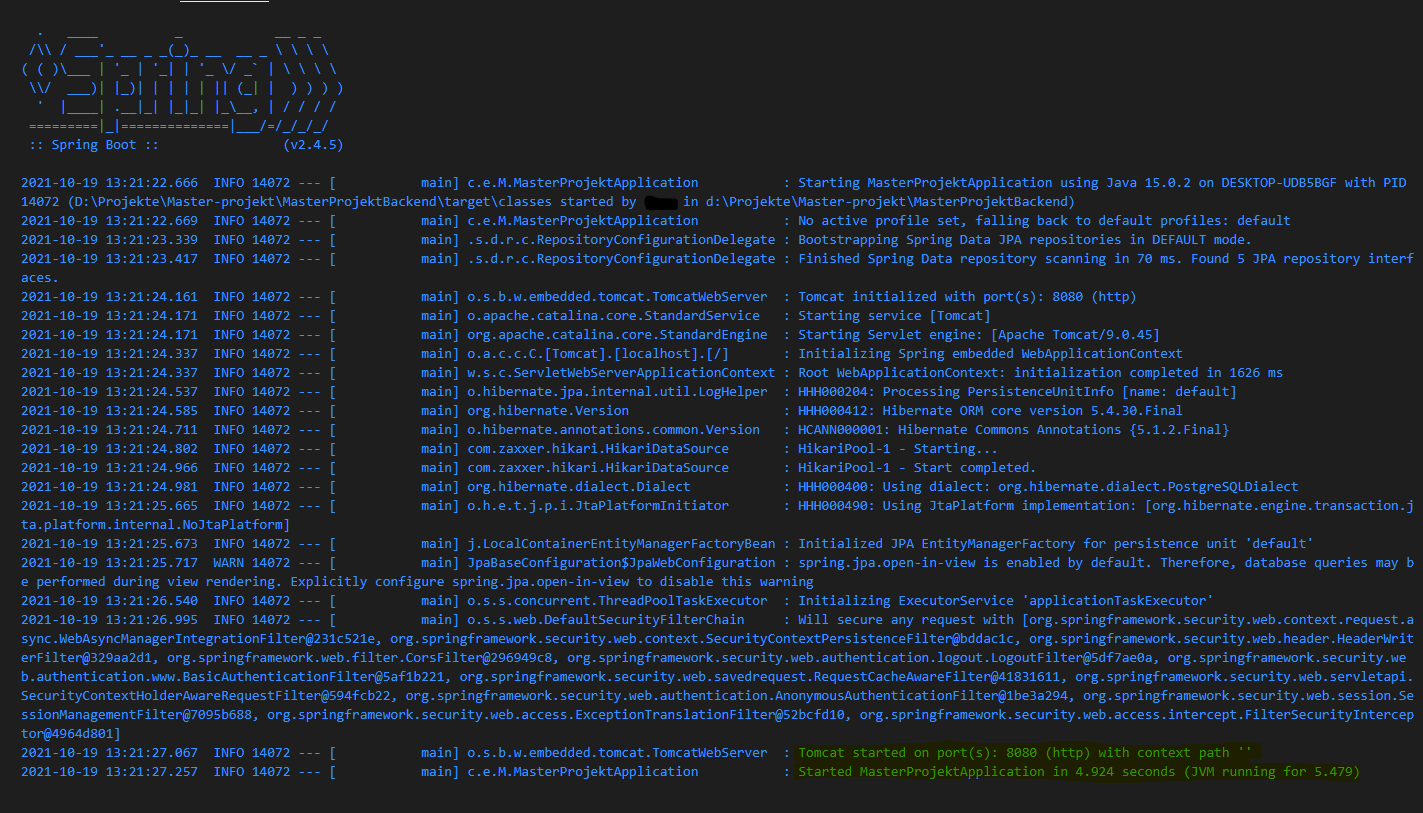 .   ____          _            __ _ _
 /\\ / ___'_ __ _ _(_)_ __  __ _ \ \ \ \
( ( )\___ | '_ | '_| | '_ \/ _` | \ \ \ \
 \\/  ___)| |_)| | | | | || (_| |  ) ) ) )
  '  |____| .__|_| |_|_| |_\__, | / / / /
 =========|_|==============|___/=/_/_/_/
 :: Spring Boot ::                (v2.4.5)
2021-10-19 13:21:22.666  INFO 14072 --- [           main] c.e.M.MasterProjektApplication           : Starting MasterProjektApplication using Java 15.0.2 on DESKTOP-UDB5BGF with PID
14072 (D:\Projekte\Master-projekt\MasterProjektBackend\target\classes started by in d:\Projekte\Master-projekt\MasterProjektBackend)
2021-10-19 13:21:22.669  INFO 14072 --- [           main] c.e.M.MasterProjektApplication           : No active profile set, falling back to default profiles: default
2021-10-19 13:21:23.339  INFO 14072 --- [           main] .s.d.r.c.RepositoryConfigurationDelegate : Bootstrapping Spring Data JPA repositories in DEFAULT mode.
2021-10-19 13:21:23.417  INFO 14072 --- [           main] .s.d.r.c.RepositoryConfigurationDelegate : Finished Spring Data repository scanning in 70 ms. Found 5 JPA repository interf
aces.
2021-10-19 13:21:24.161  INFO 14072 --- [           main] o.s.b.w.embedded.tomcat.TomcatWebServer  : Tomcat initialized with port(s): 8080 (http)
2021-10-19 13:21:24.171  INFO 14072 --- [           main] o.apache.catalina.core.StandardService   : Starting service [Tomcat]
2021-10-19 13:21:24.171  INFO 14072 --- [           main] org.apache.catalina.core.StandardEngine  : Starting Servlet engine: [Apache Tomcat/9.0.45]
2021-10-19 13:21:24.337  INFO 14072 --- [           main] o.a.c.c.C.[Tomcat].[localhost].[/]       : Initializing Spring embedded WebApplicationContext
2021-10-19 13:21:24.337  INFO 14072 --- [           main] w.s.c.ServletWebServerApplicationContext : Root WebApplicationContext: initialization completed in 1626 ms
2021-10-19 13:21:24.537  INFO 14072 --- [           main] o.hibernate.jpa.internal.util.LogHelper  : HHH000204: Processing PersistenceUnitInfo [name: default]
2021-10-19 13:21:24.585  INFO 14072 --- [           main] org.hibernate.Version                    : HHH000412: Hibernate ORM core version 5.4.30.Final
2021-10-19 13:21:24.711  INFO 14072 --- [           main] o.hibernate.annotations.common.Version   : HCANN000001: Hibernate Commons Annotations {5.1.2.Final}
2021-10-19 13:21:24.802  INFO 14072 --- [           main] com.zaxxer.hikari.HikariDataSource       : HikariPool-1 - Starting...
2021-10-19 13:21:24.966  INFO 14072 --- [           main] com.zaxxer.hikari.HikariDataSource       : HikariPool-1 - Start completed.
2021-10-19 13:21:24.981  INFO 14072 --- [           main] org.hibernate.dialect.Dialect            : HHH000400: Using dialect: org.hibernate.dialect.PostgreSQLDialect
2021-10-19 13:21:25.665  INFO 14072 --- [           main] o.h.e.t.j.p.i.JtaPlatformInitiator       : HHH000490: Using JtaPlatform implementation: [org.hibernate.engine.transaction.j
ta.platform.internal.NoJtaPlatform]
2021-10-19 13:21:25.673  INFO 14072 --- [           main] j.LocalContainerEntityManagerFactoryBean : Initialized JPA EntityManagerFactory for persistence unit 'default'
2021-10-19 13:21:25.717  WARN 14072 --- [           main] JpaBaseConfiguration$JpaWebConfiguration : spring.jpa.open-in-view is enabled by default. Therefore, database queries may b
e performed during view rendering. Explicitly configure spring.jpa.open-in-view to disable this warning
2021-10-19 13:21:26.540  INFO 14072 --- [           main] o.s.s.concurrent.ThreadPoolTaskExecutor  : Initializing ExecutorService 'applicationTaskExecutor'
2021-10-19 13:21:26.995  INFO 14072 --- [           main] o.s.s.web.DefaultSecurityFilterChain     : Will secure any request with [org.springframework.security.web.context.request.a
sync.WebAsyncManagerIntegrationFilter@231c521e, org.springframework.security.web.context.SecurityContextPersistenceFilter@bddac1c, org.springframework.security.web.header.HeaderWrit
erFilter@329aa2d1, org.springframework.web.filter.CorsFilter@296949c8, org.springframework.security.web.authentication.logout.LogoutFilter@5df7ae0a, org.springframework.security.we
b.authentication.www.BasicAuthenticationFilter@5af1b221, org.springframework.security.web.savedrequest.RequestCacheAwareFilter@41831611, org.springframework.security.web.servletapi.
SecurityContextHolderAwareRequestFilter@594fcb22, org.springframework.security.web.authentication.AnonymousAuthenticationFilter@1be3a294, org.springframework.security.web.session.Se
ssionManagementFilter@7095b688, org.springframework.security.web.access.ExceptionTranslationFilter@52bcfd10, org.springframework.security.web.access.intercept.FilterSecurityIntercep
tor@4964d801]
2021-10-19 13:21:27.067  INFO 14072 --- [           main] o.s.b.w.embedded.tomcat.TomcatWebServer  : Tomcat started on port(s): 8080 (http) with context path ''
2021-10-19 13:21:27.257  INFO 14072 --- [           main] c.e.M.MasterProjektApplication           : Started MasterProjektApplication in 4.924 seconds (JVM running for 5.479)